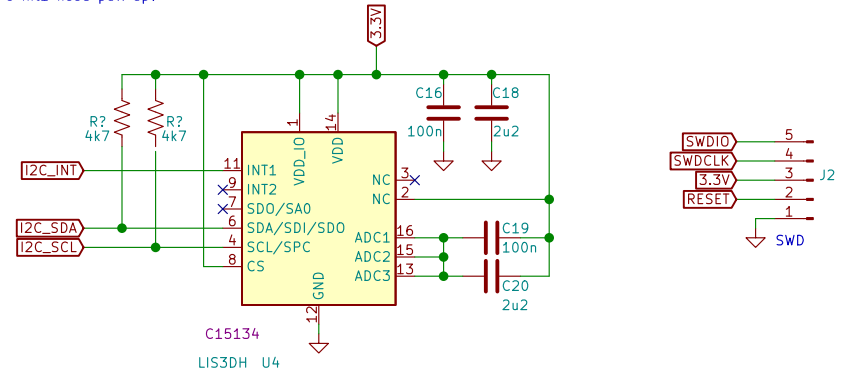 3.3V
C16
C18
R?
4k7
R?
4k7
100n
2u2
1
14
VDD_IO
VDD
I2C_INT
11
INT1
9
INT2
7
SDO/SA0
I2C_SDA
6
SDA/SDI/SDO
I2C_SCL
4
SCL/SPC
8
CS
NC
3
NC
2
ADC1
16
ADC2
15
ADC3
13
C19
100n
C20
2u2
GND
12
C15134
LIS3DH U4
SWDIO
5
SWDCLK
4
3.3V
3
J2
RESET
2
1
SWD